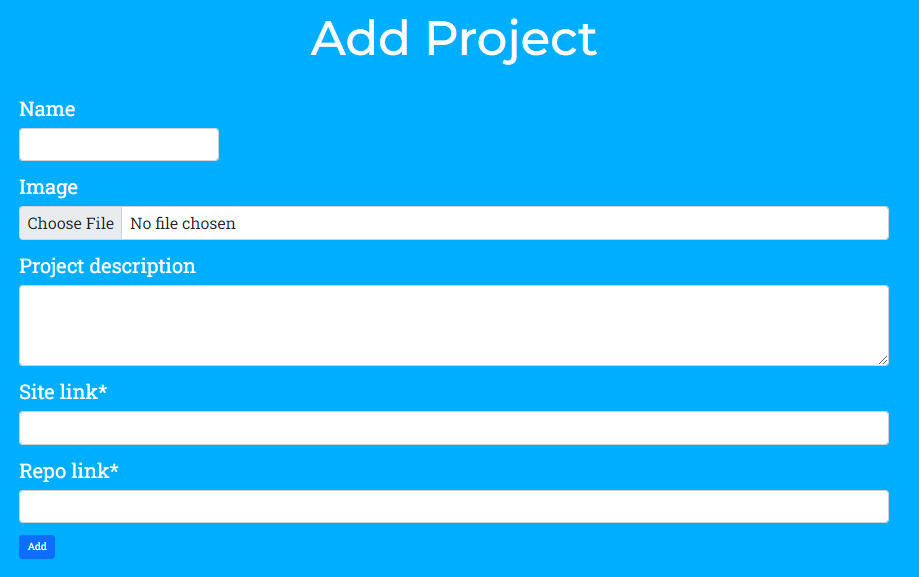 Add Project
Name
Image
Choose File No file chosen
Project description
Site link*
Repo link*
Add